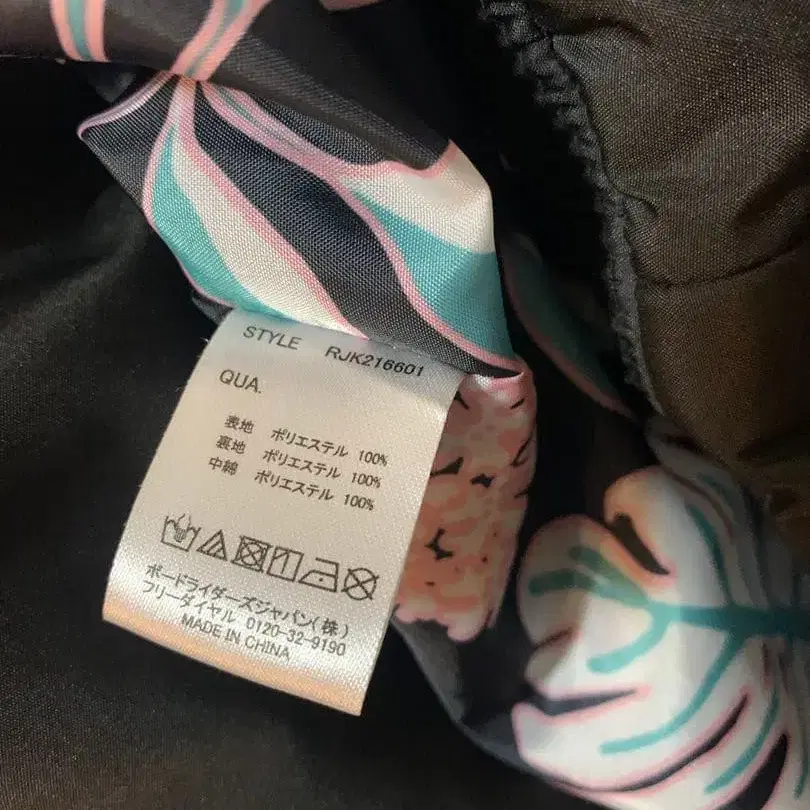 STYLE RJK216601
QUA.
表地 ポリエステル 100%
裏地 ポリエステル 100%
中綿 ポリエステル 100%
ボードライダーズジャパン(株)
フリーダイヤル 0120-32-9190
MADE IN CHINA